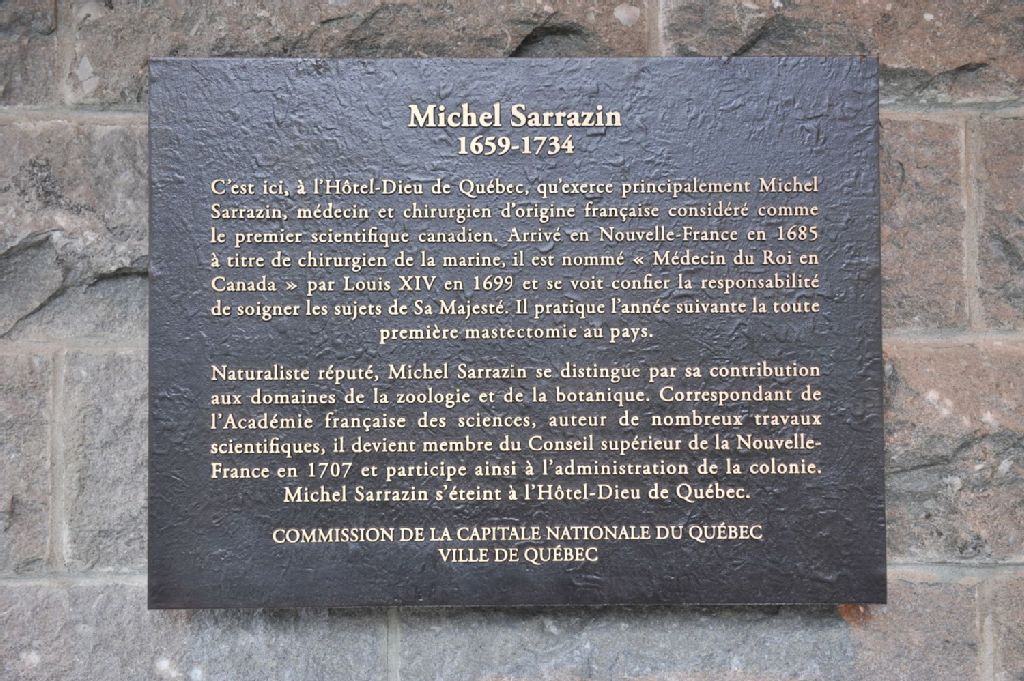 Michel Sarrazin
1659-1734
C'est ici, à l'Hôtel-Dieu de Québec, qu'exerce principalement Michel
Sarrazin, médecin et chirurgien d'origine française considéré comme
le premier scientifique canadien. Arrivé en Nouvelle-France en 1685
à titre de chirurgien de la marine, il est nommé « Médecin du Roi en
Canada » par Louis XIV en 1699 et se voit confier la responsabilité
de soigner les sujets de Sa Majesté. Il pratique l'année suivante la toute
première mastectomie au pays.
Naturaliste réputé, Michel Sarrazin se distingue par sa contribution
aux domaines de la zoologie et de la botanique. Correspondant de
l'Académie française des sciences, auteur de nombreux travaux
scientifiques, il devient membre du Conseil supérieur de la Nouvelle-
France en 1707 et participe ainsi à l'administration de la colonie.
Michel Sarrazin s'éteint à l'Hôtel-Dieu de Québec.
COMMISSION DE LA CAPITALE NATIONALE DU QUÉBEC
VILLE DE QUÉBEC